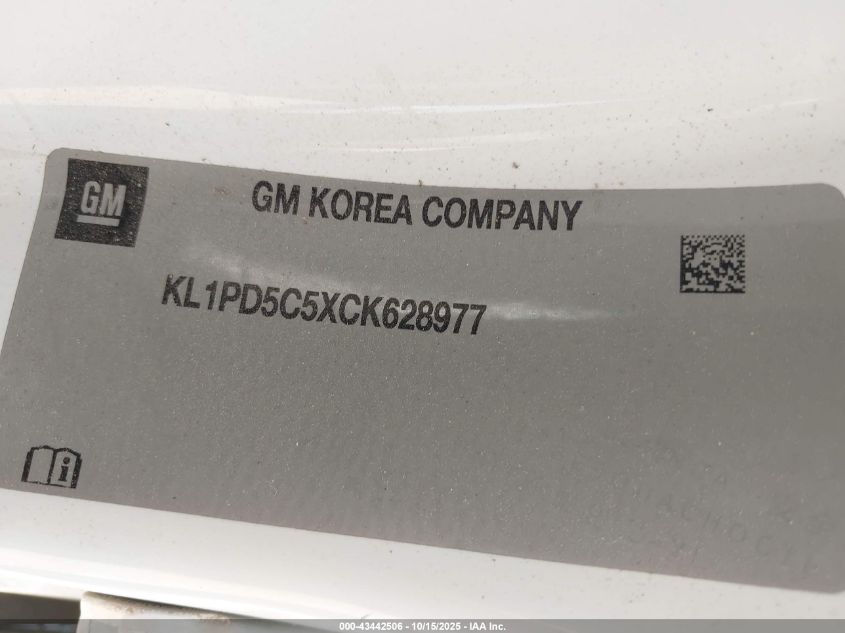 GM
GM KOREA COMPANY
KL1PD5C5XCK628977
000-43442506 - 10/15/2025 - IAA Inc.